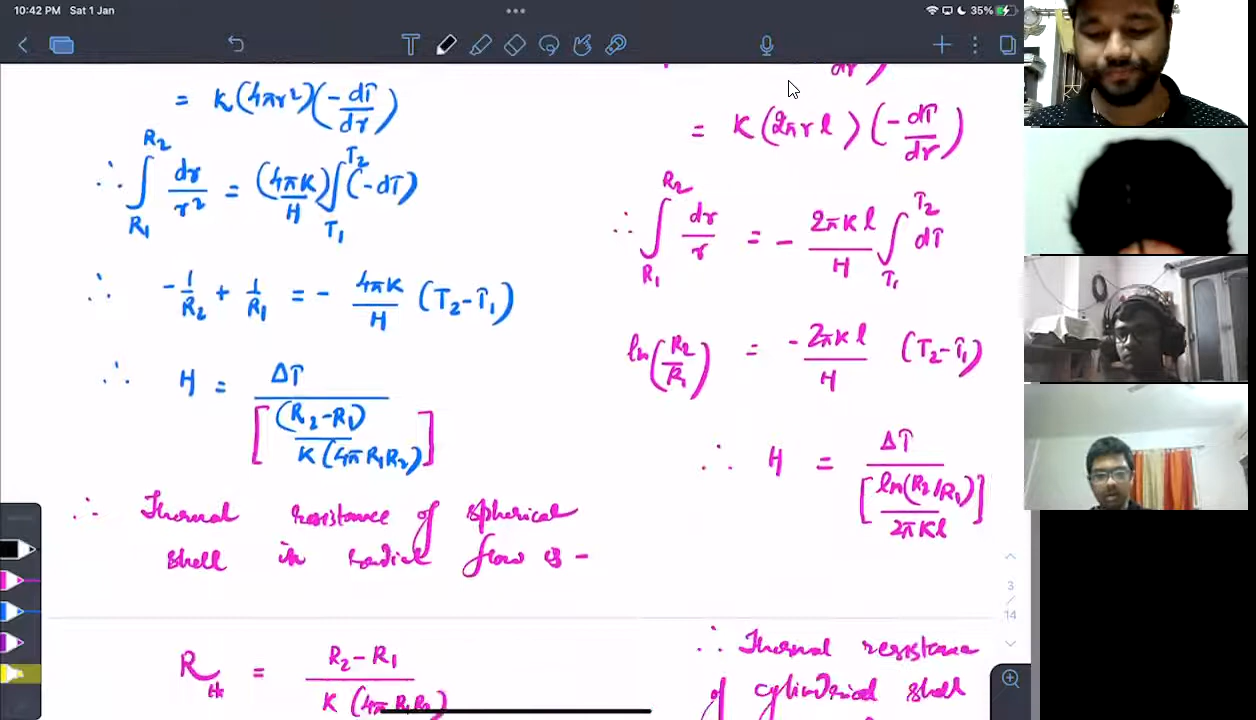 10:42 PM Sat 1 Jan
35%
= K(4πr²)(-dT/dr)
∴ ∫_{R₁}^{R₂} dr/r² = (4πK/H) ∫_{T₁}^{T₂} (-dT)
∴ -1/R₂ + 1/R₁ = - 4πK/H (T₂-T₁)
∴ H = ΔT / [(R₂-R₁) / K(4πR₁R₂)]
∴ Thermal resistance of spherical
shell in radial flow is -
R_th = R₂-R₁ / K(4πR₁R₂)
dr)
= K(2πrl)(-dT/dr)
∴ ∫_{R₁}^{R₂} dr/r = - 2πKl/H ∫_{T₁}^{T₂} dT
ln(R₂/R₁) = -2πKl/H (T₂-T₁)
∴ H = ΔT / [ln(R₂/R₁) / 2πKl]
∴ Thermal resistance
of cylindrical shell
3
/
14